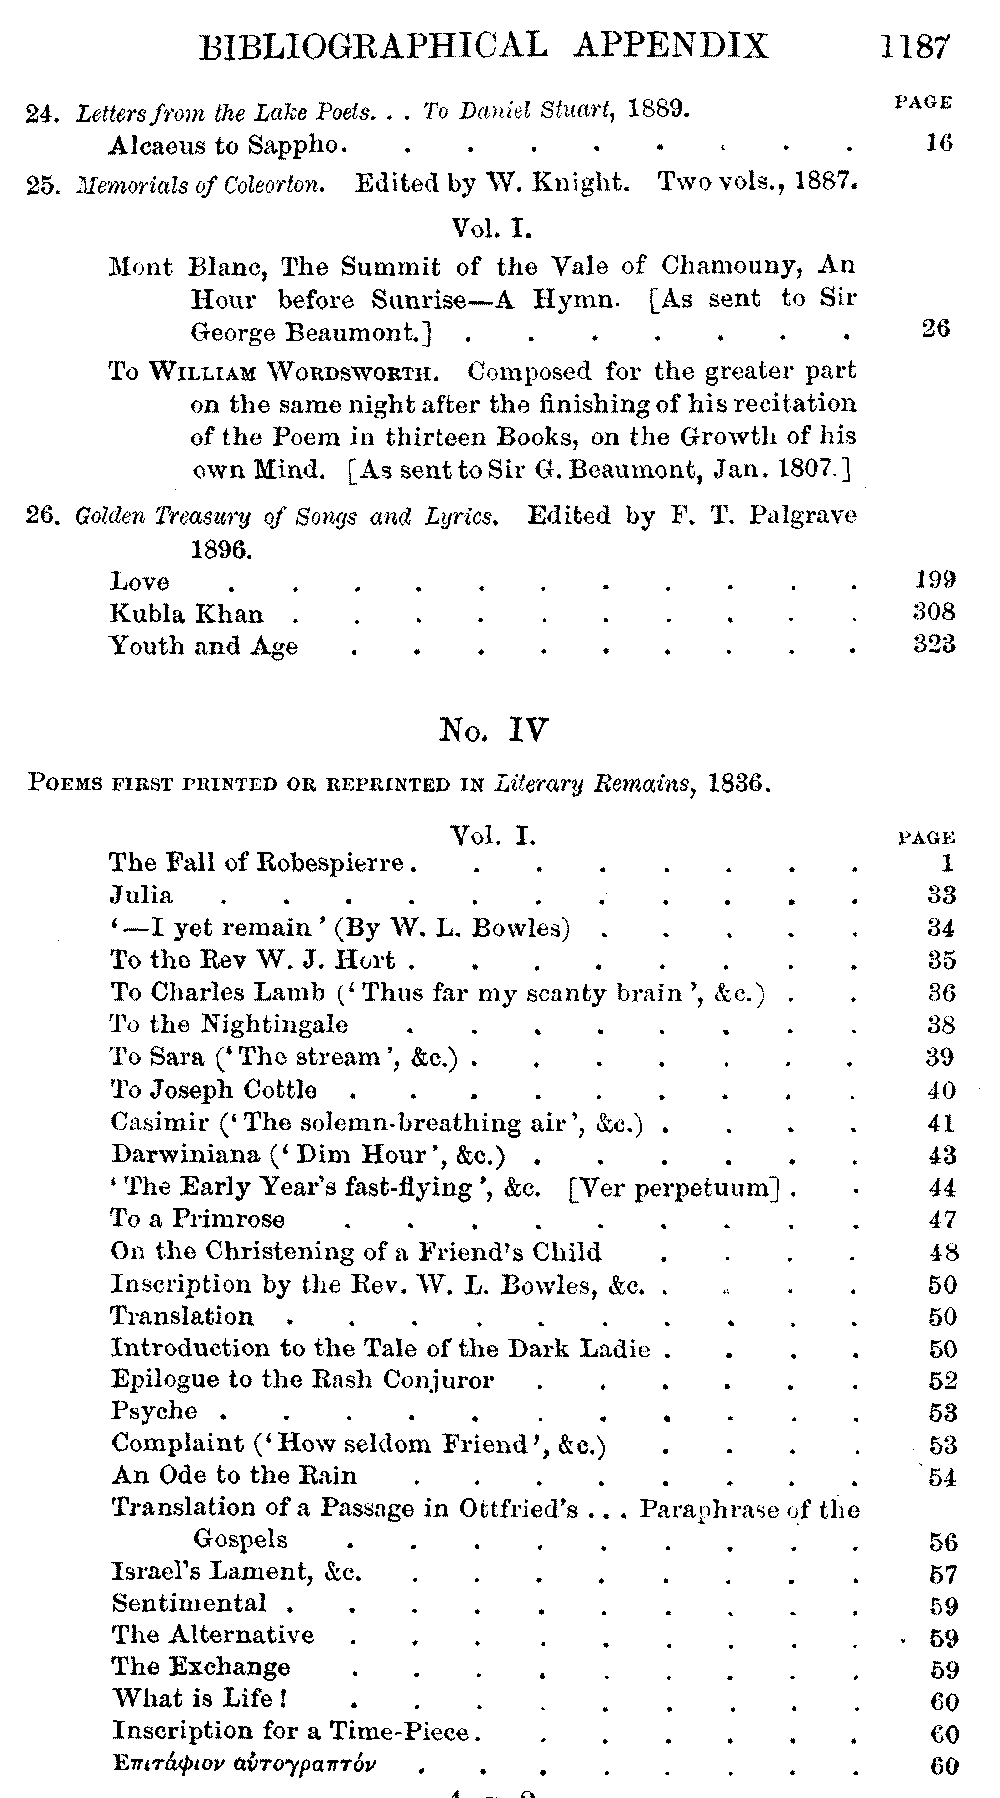 BIBLIOGRAPHICAL APPENDIX 1187
PAGE
24. Letters from the Lake Poets. . . To Daniel Stuart, 1889.
Alcaeus to Sappho. . . . . . . . . 16
25. Memorials of Coleorton. Edited by W. Knight. Two vols., 1887.
Vol. I.
Mont Blanc, The Summit of the Vale of Chamouny, An
Hour before Sunrise—A Hymn. [As sent to Sir
George Beaumont.] . . . . . . . 26
To William Wordsworth. Composed for the greater part
on the same night after the finishing of his recitation
of the Poem in thirteen Books, on the Growth of his
own Mind. [As sent to Sir G. Beaumont, Jan. 1807.]
26. Golden Treasury of Songs and Lyrics. Edited by F. T. Palgrave
1896.
Love . . . . . . . . . . . 199
Kubla Khan . . . . . . . . . . 308
Youth and Age . . . . . . . . . 323
No. IV
Poems first printed or reprinted in Literary Remains, 1836.
Vol. I. PAGE
The Fall of Robespierre. . . . . . . . 1
Julia . . . . . . . . . . . 33
‘—I yet remain’ (By W. L. Bowles) . . . . . 34
To the Rev W. J. Hort . . . . . . . . 35
To Charles Lamb (‘Thus far my scanty brain’, &c.) . . 36
To the Nightingale . . . . . . . . 38
To Sara (‘The stream’, &c.) . . . . . . . 39
To Joseph Cottle . . . . . . . . . 40
Casimir (‘The solemn-breathing air’, &c.) . . . . 41
Darwiniana (‘Dim Hour’, &c.) . . . . . . 43
‘The Early Year's fast-flying’, &c. [Ver perpetuum] . . 44
To a Primrose . . . . . . . . . 47
On the Christening of a Friend's Child . . . . 48
Inscription by the Rev. W. L. Bowles, &c. . . . . 50
Translation . . . . . . . . . . 50
Introduction to the Tale of the Dark Ladie . . . . 50
Epilogue to the Rash Conjuror . . . . . . 52
Psyche . . . . . . . . . . . 53
Complaint (‘How seldom Friend’, &c.) . . . . 53
An Ode to the Rain . . . . . . . . 54
Translation of a Passage in Ottfried's . . . Paraphrase of the
Gospels . . . . . . . . . 56
Israel's Lament, &c. . . . . . . . . 57
Sentimental . . . . . . . . . . 59
The Alternative . . . . . . . . . 59
The Exchange . . . . . . . . . 59
What is Life! . . . . . . . . . 60
Inscription for a Time-Piece. . . . . . . 60
Επιτάφιον αὐτογραπτόν . . . . . . . . 60